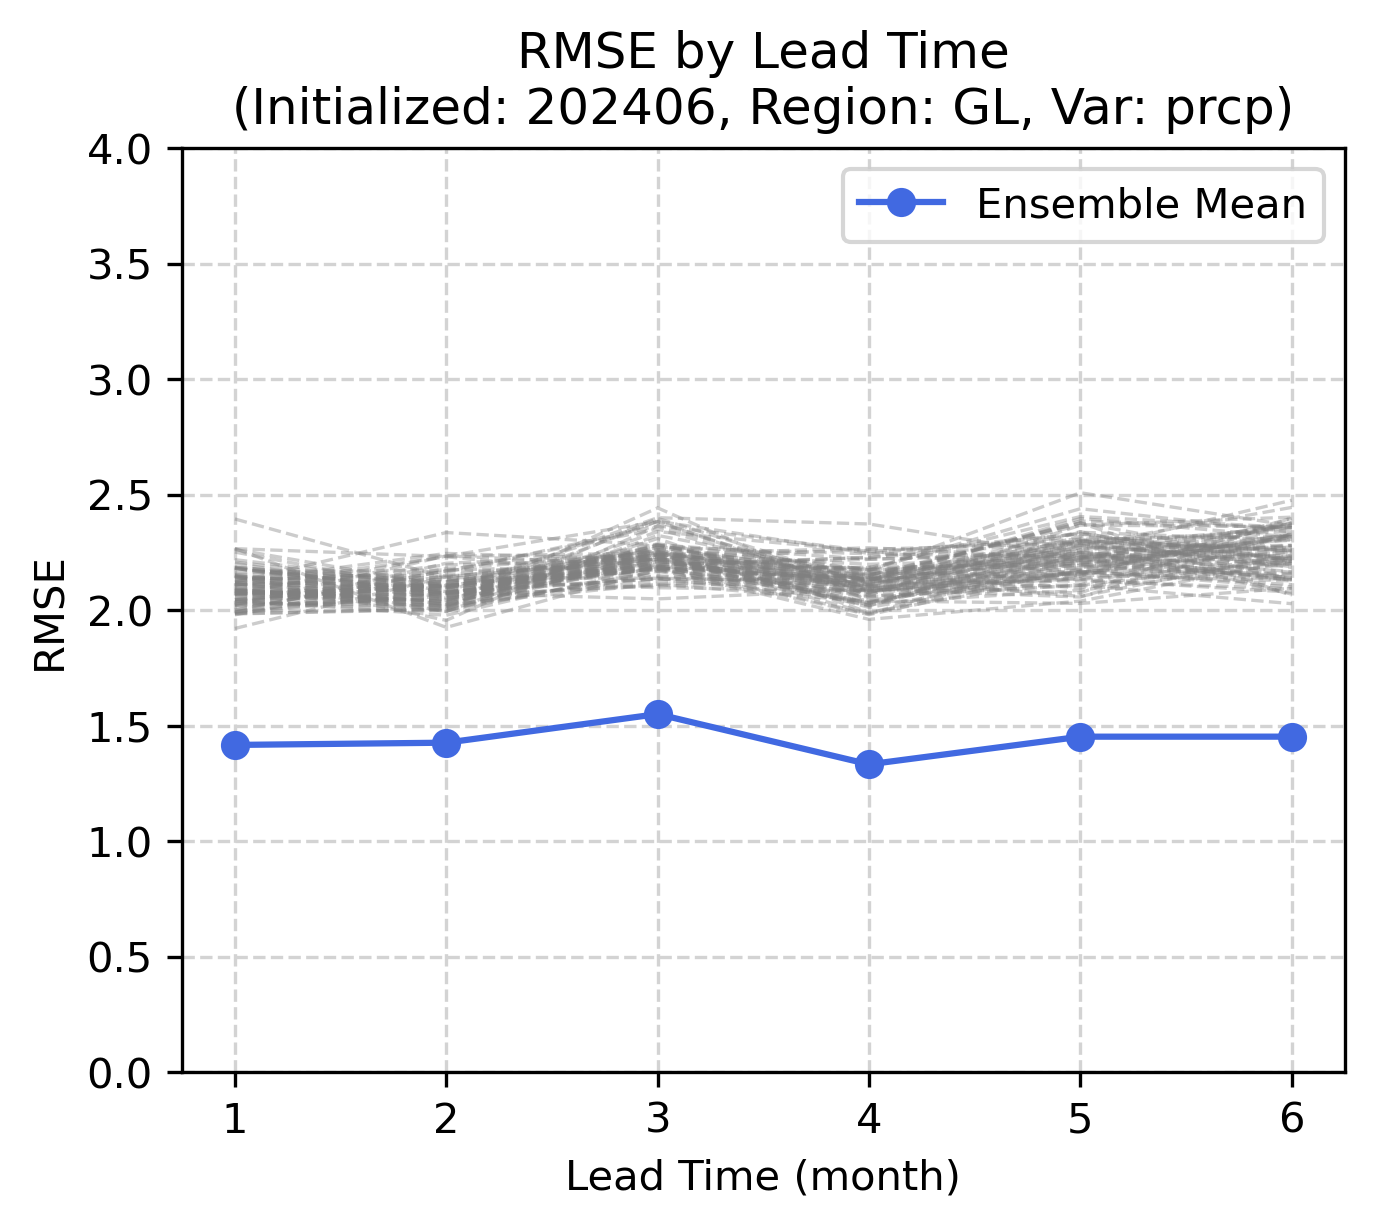 RMSE by Lead Time
(Initialized: 202406, Region: GL, Var: prcp)
Ensemble Mean
4.0
3.5
3.0
2.5
2.0
1.5
1.0
0.5
0.0
RMSE
1 2 3 4 5 6
Lead Time (month)